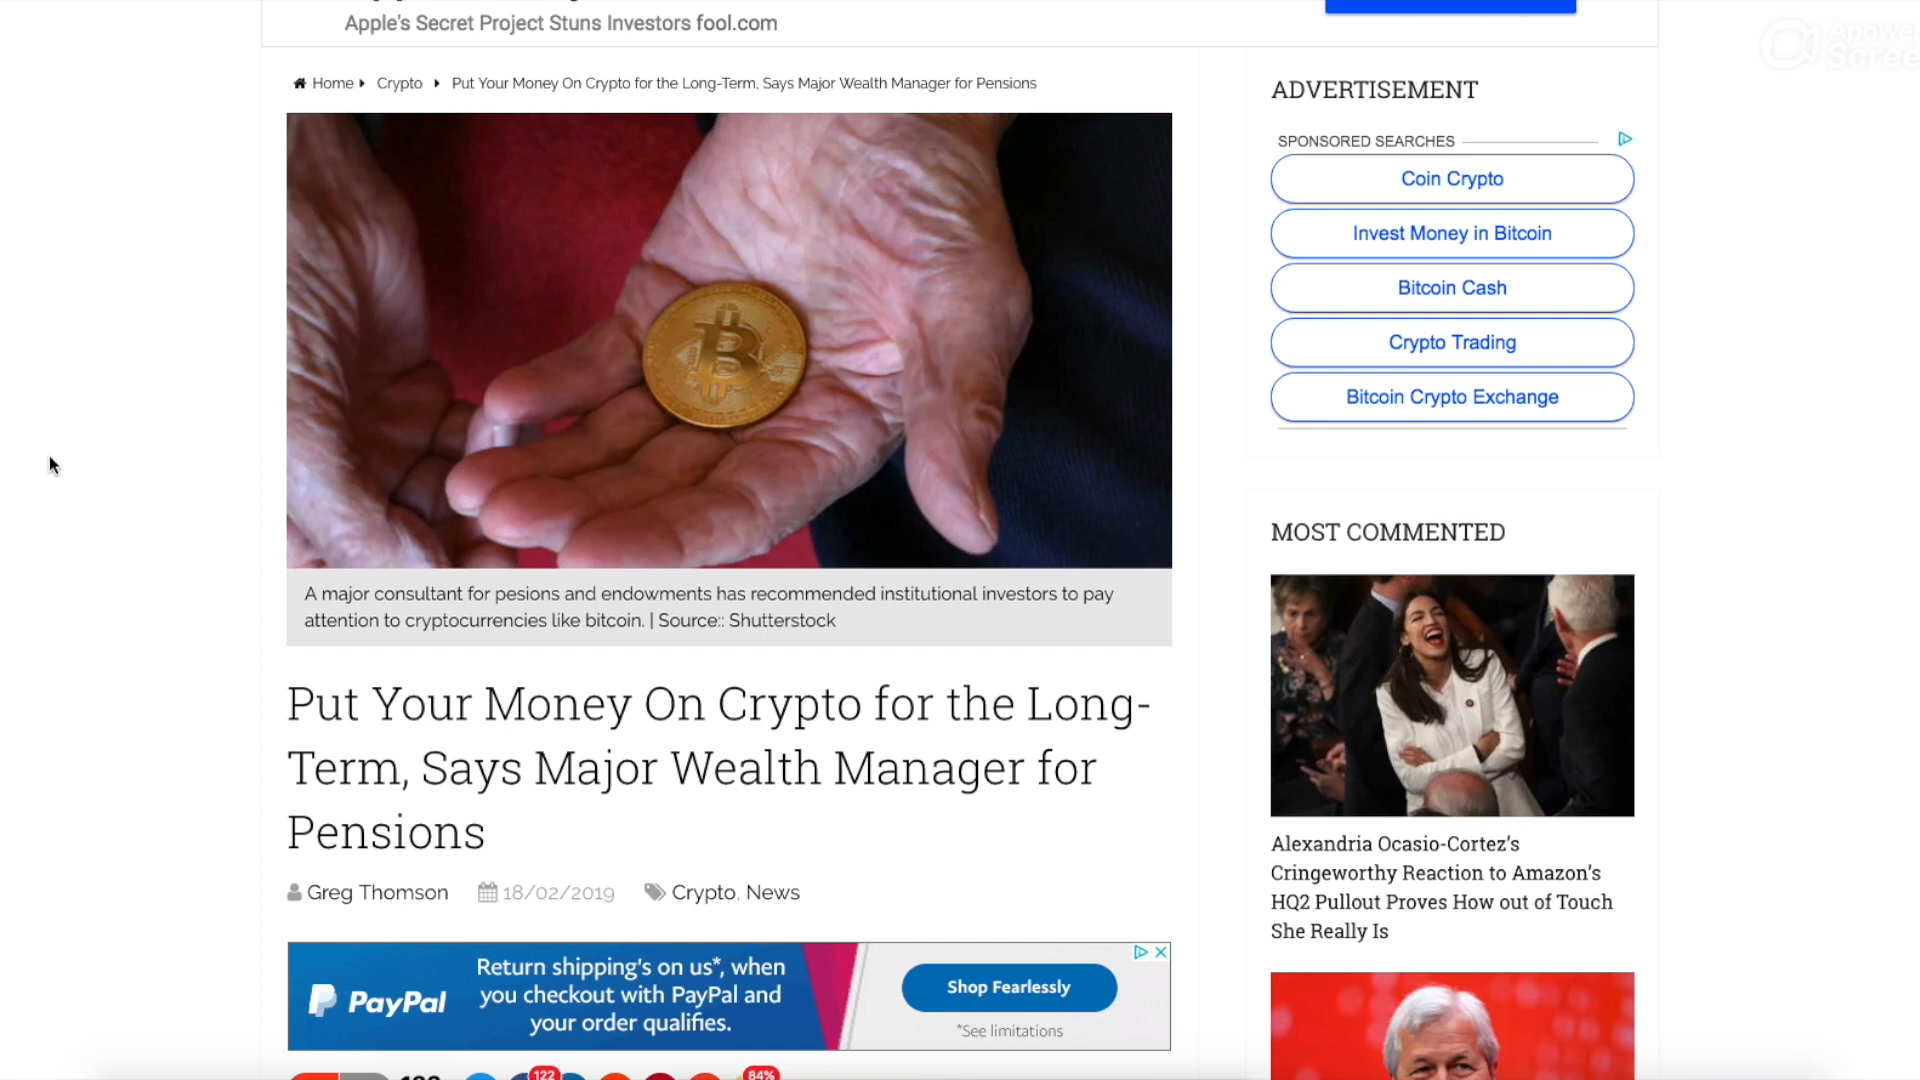 Apple's Secret Project Stuns Investors fool.com
Apower
Scree
Home Crypto Put Your Money On Crypto for the Long-Term, Says Major Wealth Manager for Pensions
A major consultant for pesions and endowments has recommended institutional investors to pay
attention to cryptocurrencies like bitcoin. | Source:: Shutterstock
Put Your Money On Crypto for the Long-
Term, Says Major Wealth Manager for
Pensions
Greg Thomson 18/02/2019 Crypto, News
PayPal
Return shipping's on us*, when
you checkout with PayPal and
your order qualifies.
Shop Fearlessly
*See limitations
122
84%
ADVERTISEMENT
SPONSORED SEARCHES
Coin Crypto
Invest Money in Bitcoin
Bitcoin Cash
Crypto Trading
Bitcoin Crypto Exchange
MOST COMMENTED
Alexandria Ocasio-Cortez's
Cringeworthy Reaction to Amazon's
HQ2 Pullout Proves How out of Touch
She Really Is